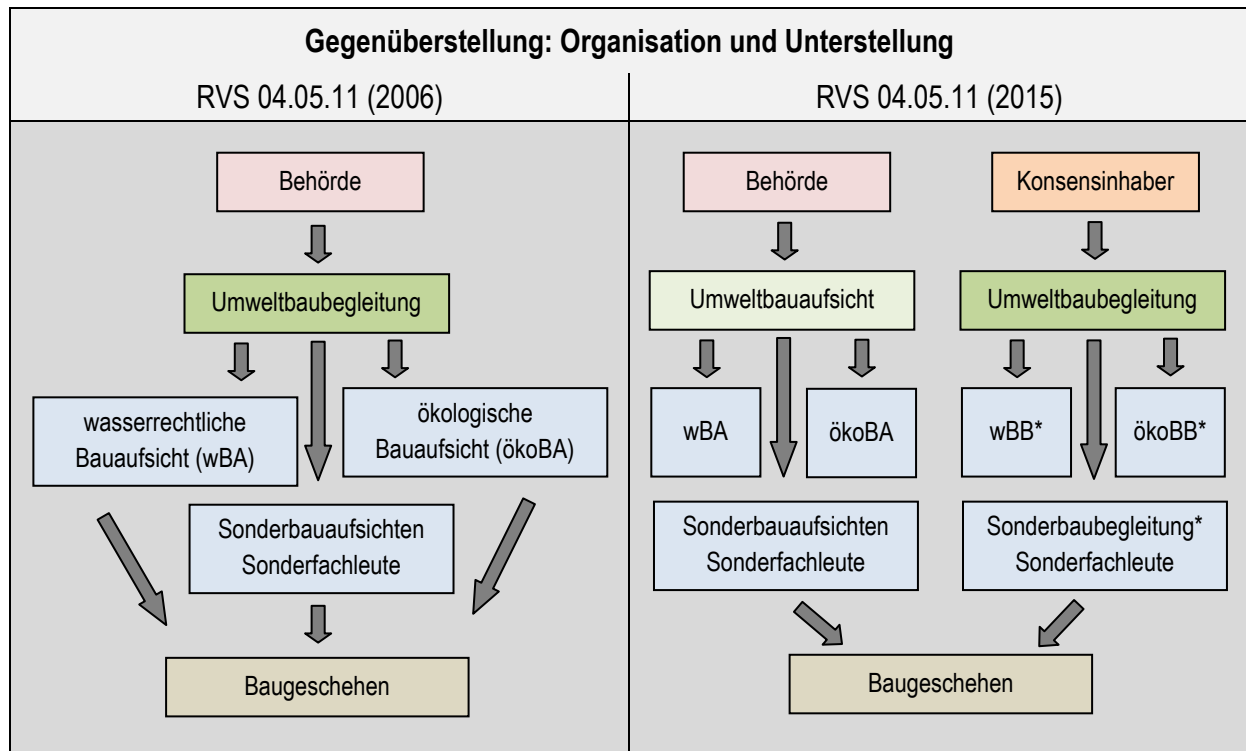 Gegenüberstellung: Organisation und Unterstellung
RVS 04.05.11 (2006)
Behörde
Umweltbaubegleitung
wasserrechtliche
Bauaufsicht (wBA)
ökologische
Bauaufsicht (ökoBA)
Sonderbauaufsichten
Sonderfachleute
Baugeschehen
RVS 04.05.11 (2015)
Behörde
Konsensinhaber
Umweltbauaufsicht
Umweltbaubegleitung
wBA
ökoBA
wBB*
ökoBB*
Sonderbauaufsichten
Sonderfachleute
Sonderbaubegleitung*
Sonderfachleute
Baugeschehen